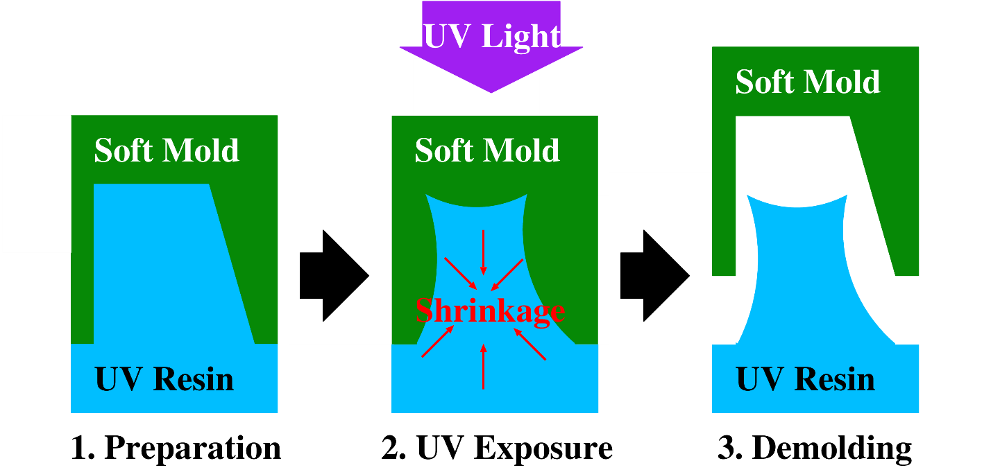 UV Light
Soft Mold
Soft Mold
Soft Mold
Shrinkage
UV Resin
UV Resin
1. Preparation
2. UV Exposure
3. Demolding